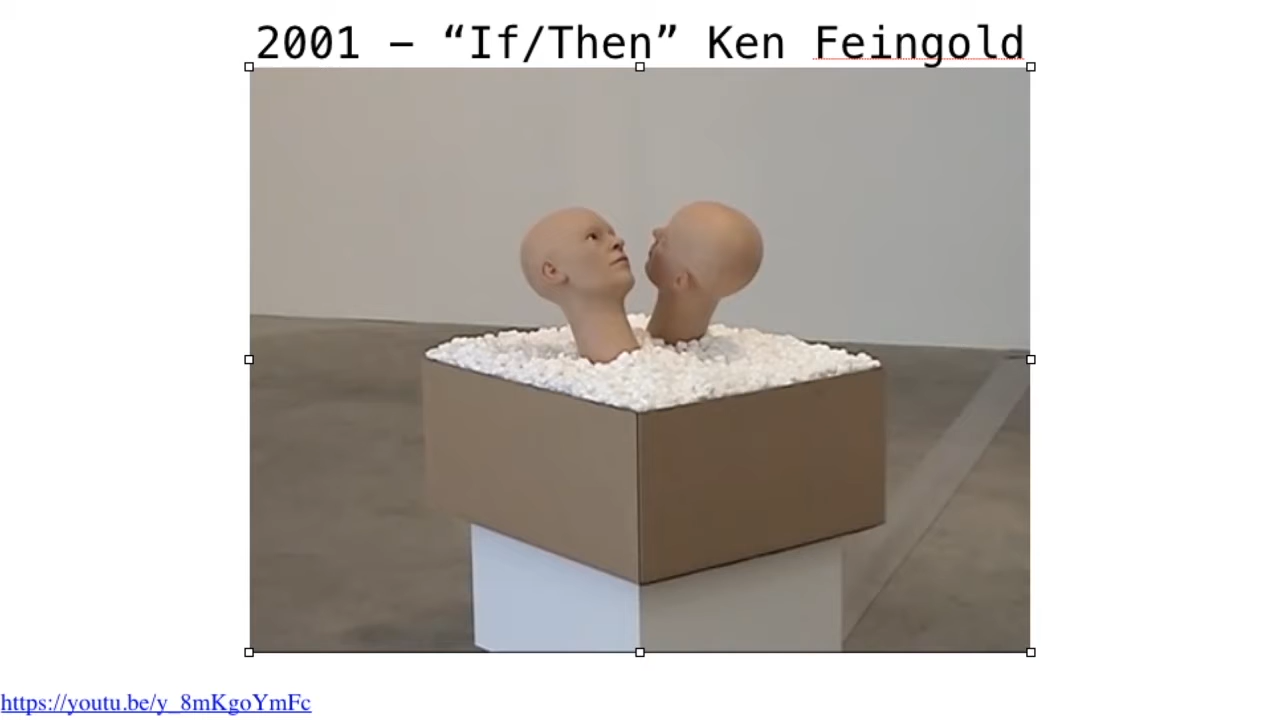 2001 – “If/Then” Ken Feingold
https://youtu.be/y_8mKgoYmFc